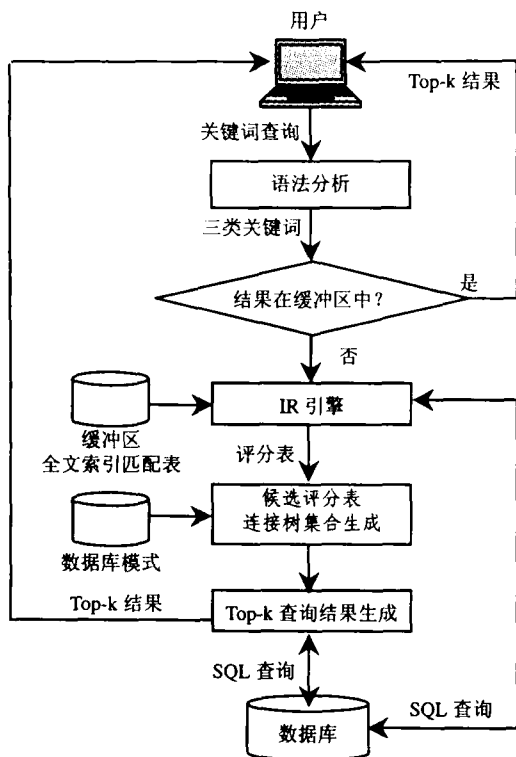 用户
Top-k 结果
关键词查询
语法分析
三类关键词
结果在缓冲区中？
是
否
IR 引擎
缓冲区
全文索引匹配表
评分表
候选评分表
连接树集合生成
数据库模式
Top-k 结果
Top-k 查询结果生成
SQL 查询
SQL 查询
数据库